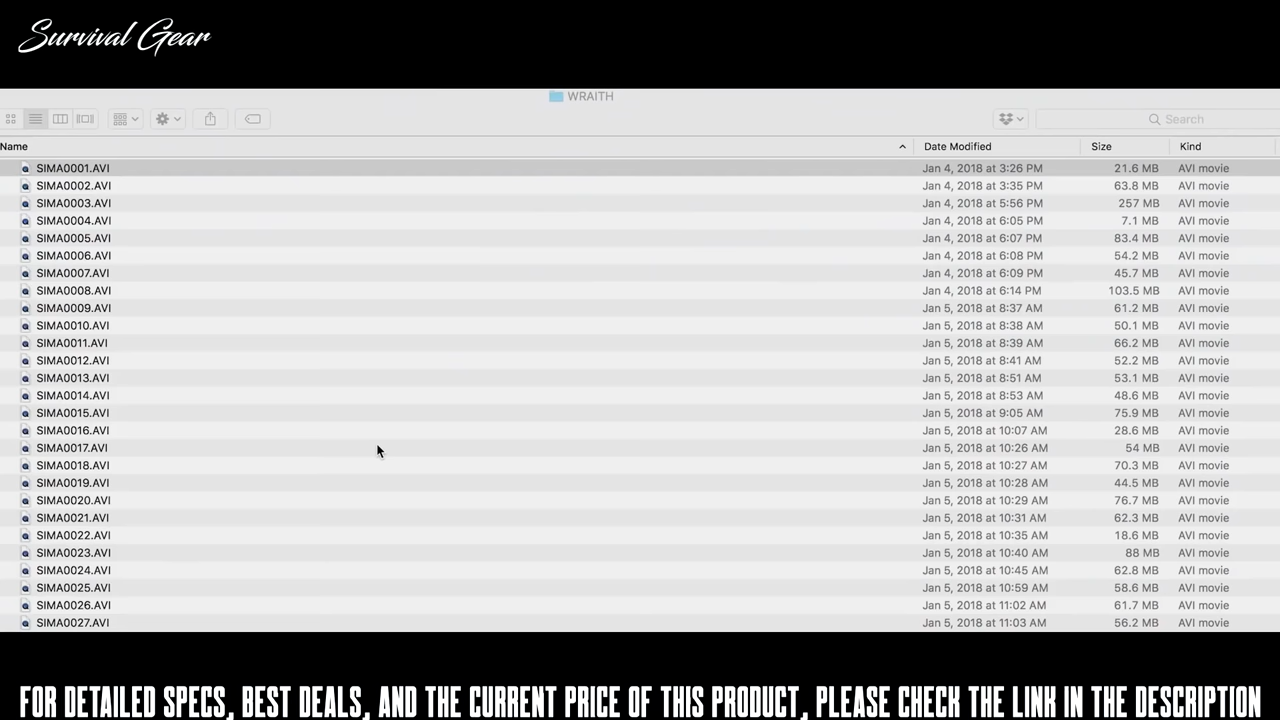 Survival Gear
WRAITH
Search
Name Date Modified Size Kind
SIMA0001.AVI Jan 4, 2018 at 3:26 PM 21.6 MB AVI movie
SIMA0002.AVI Jan 4, 2018 at 3:35 PM 63.8 MB AVI movie
SIMA0003.AVI Jan 4, 2018 at 5:56 PM 257 MB AVI movie
SIMA0004.AVI Jan 4, 2018 at 6:05 PM 7.1 MB AVI movie
SIMA0005.AVI Jan 4, 2018 at 6:07 PM 83.4 MB AVI movie
SIMA0006.AVI Jan 4, 2018 at 6:08 PM 54.2 MB AVI movie
SIMA0007.AVI Jan 4, 2018 at 6:09 PM 45.7 MB AVI movie
SIMA0008.AVI Jan 4, 2018 at 6:14 PM 103.5 MB AVI movie
SIMA0009.AVI Jan 5, 2018 at 8:37 AM 61.2 MB AVI movie
SIMA0010.AVI Jan 5, 2018 at 8:38 AM 50.1 MB AVI movie
SIMA0011.AVI Jan 5, 2018 at 8:39 AM 66.2 MB AVI movie
SIMA0012.AVI Jan 5, 2018 at 8:41 AM 52.2 MB AVI movie
SIMA0013.AVI Jan 5, 2018 at 8:51 AM 53.1 MB AVI movie
SIMA0014.AVI Jan 5, 2018 at 8:53 AM 48.6 MB AVI movie
SIMA0015.AVI Jan 5, 2018 at 9:05 AM 75.9 MB AVI movie
SIMA0016.AVI Jan 5, 2018 at 10:07 AM 28.6 MB AVI movie
SIMA0017.AVI Jan 5, 2018 at 10:26 AM 54 MB AVI movie
SIMA0018.AVI Jan 5, 2018 at 10:27 AM 70.3 MB AVI movie
SIMA0019.AVI Jan 5, 2018 at 10:28 AM 44.5 MB AVI movie
SIMA0020.AVI Jan 5, 2018 at 10:29 AM 76.7 MB AVI movie
SIMA0021.AVI Jan 5, 2018 at 10:31 AM 62.3 MB AVI movie
SIMA0022.AVI Jan 5, 2018 at 10:35 AM 18.6 MB AVI movie
SIMA0023.AVI Jan 5, 2018 at 10:40 AM 88 MB AVI movie
SIMA0024.AVI Jan 5, 2018 at 10:45 AM 62.8 MB AVI movie
SIMA0025.AVI Jan 5, 2018 at 10:59 AM 58.6 MB AVI movie
SIMA0026.AVI Jan 5, 2018 at 11:02 AM 61.7 MB AVI movie
SIMA0027.AVI Jan 5, 2018 at 11:03 AM 56.2 MB AVI movie
FOR DETAILED SPECS, BEST DEALS, AND THE CURRENT PRICE OF THIS PRODUCT, PLEASE CHECK THE LINK IN THE DESCRIPTION